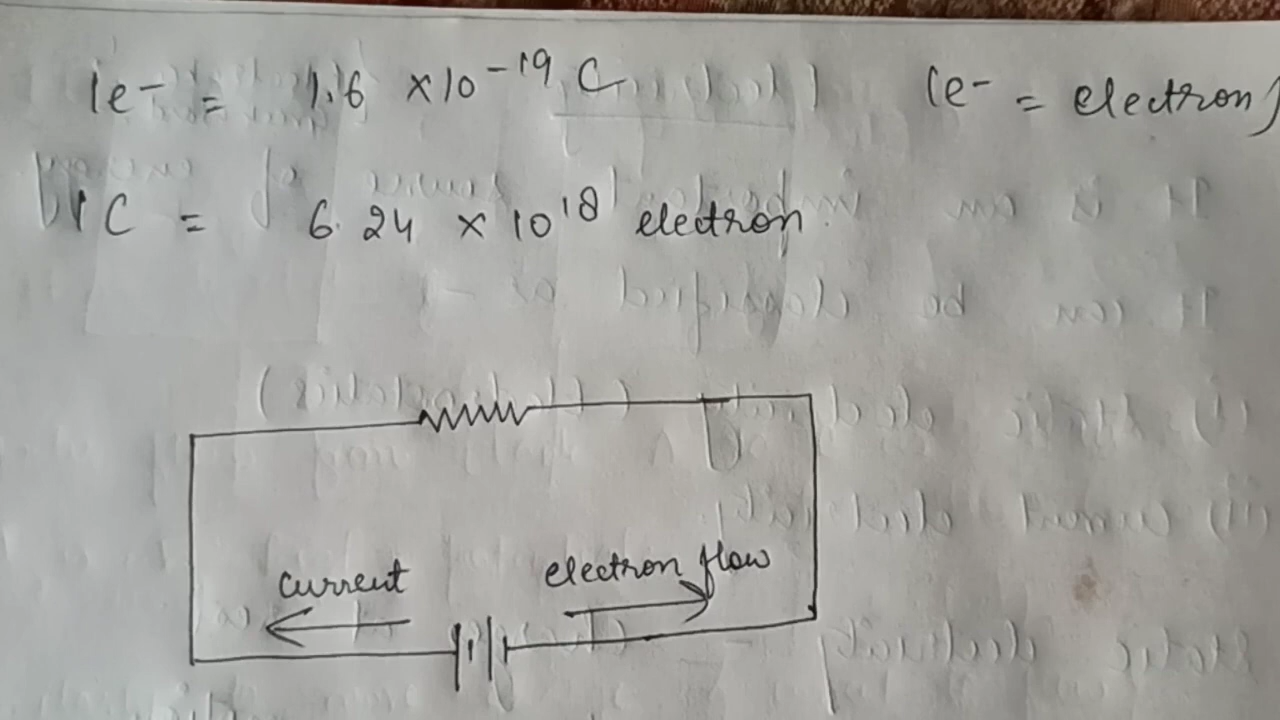 1e- = 1.6 × 10-19 C (e- = electron)
1 C = 6.24 × 1018 electron.
current
electron flow